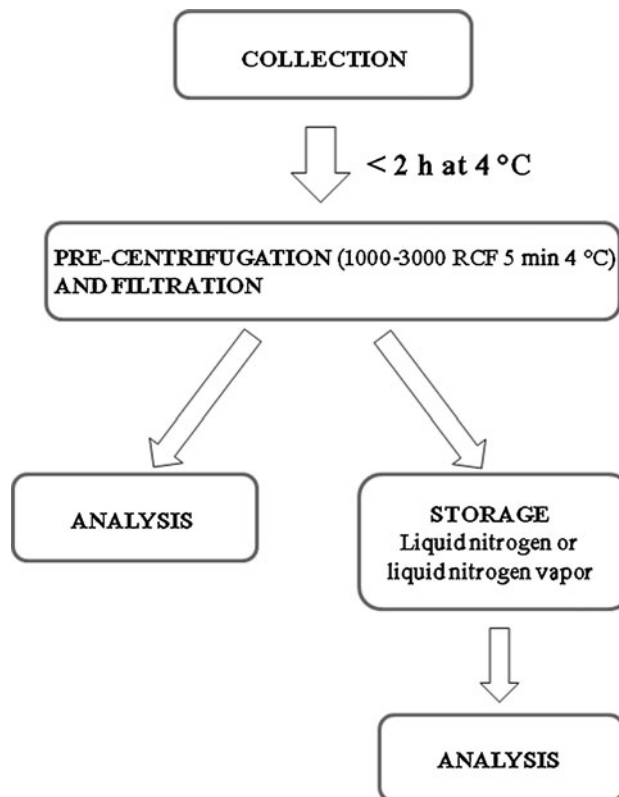 COLLECTION
< 2 h at 4 °C
PRE-CENTRIFUGATION (1000-3000 RCF 5 min 4 °C)
AND FILTRATION
ANALYSIS
STORAGE
Liquid nitrogen or
liquid nitrogen vapor
ANALYSIS